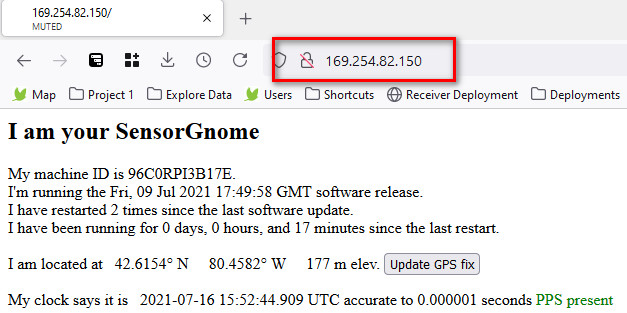 169.254.82.150/
MUTED
169.254.82.150
Map Project 1 Explore Data Users Shortcuts Receiver Deployment Deployments
I am your SensorGnome
My machine ID is 96C0RPI3B17E.
I'm running the Fri, 09 Jul 2021 17:49:58 GMT software release.
I have restarted 2 times since the last software update.
I have been running for 0 days, 0 hours, and 17 minutes since the last restart.
I am located at 42.6154° N 80.4582° W 177 m elev. Update GPS fix
My clock says it is 2021-07-16 15:52:44.909 UTC accurate to 0.000001 seconds PPS present